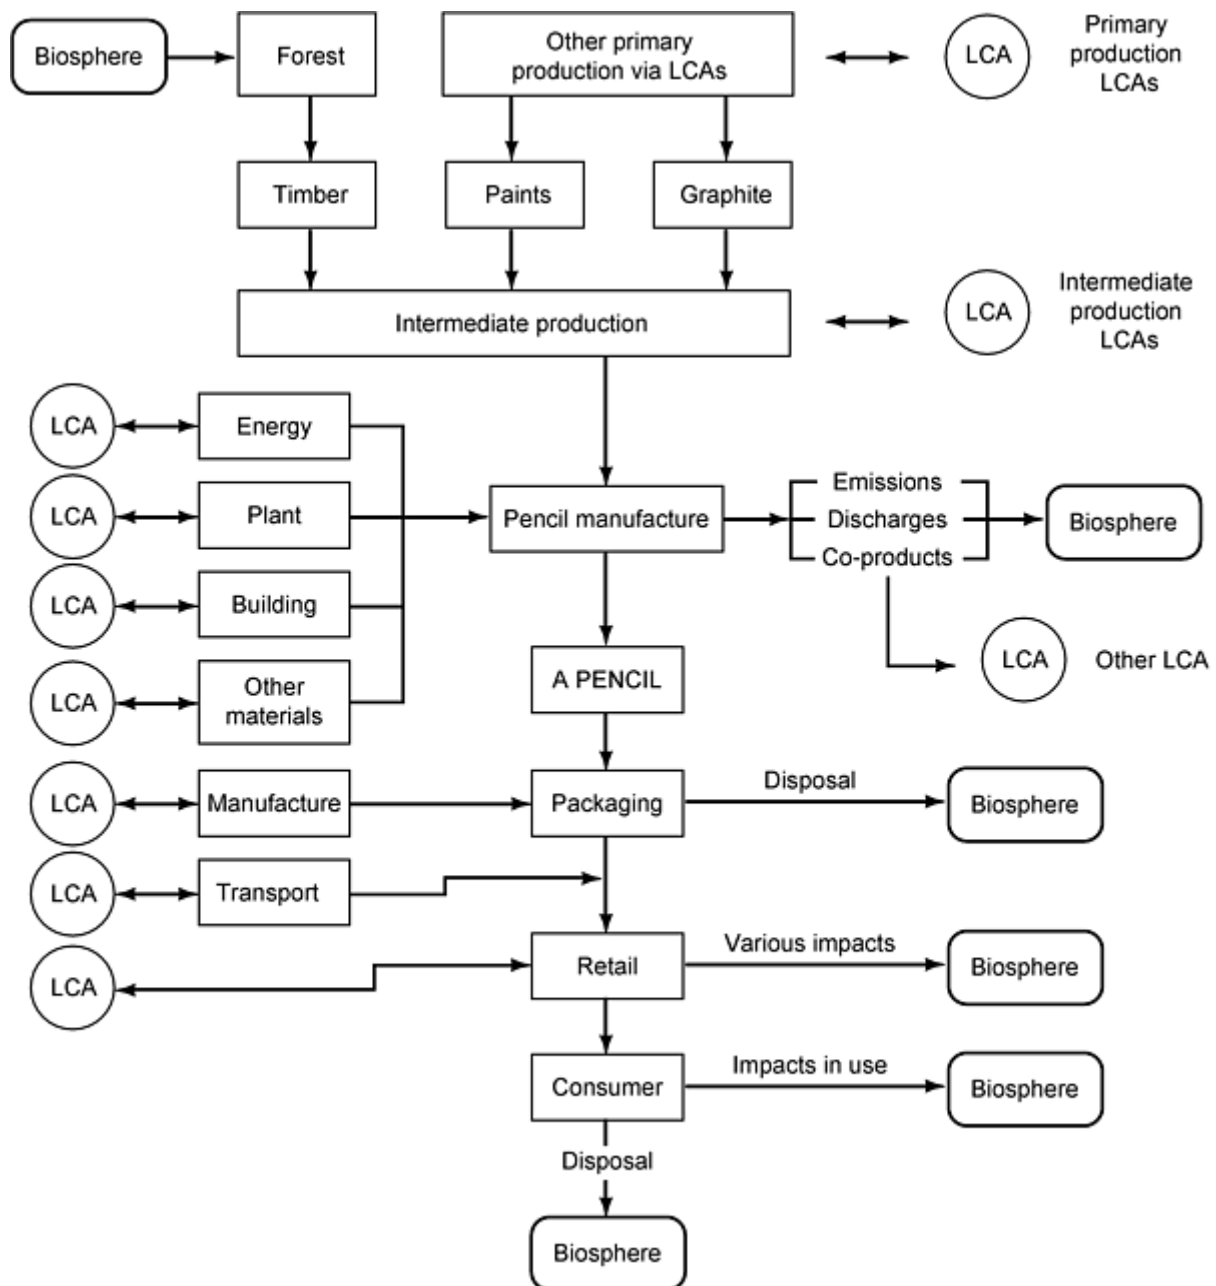 Biosphere
Forest
Other primary
production via LCAs
LCA
Primary
production
LCAs
Timber
Paints
Graphite
Intermediate production
LCA
Intermediate
production
LCAs
LCA
Energy
LCA
Plant
Pencil manufacture
Emissions
Discharges
Co-products
Biosphere
LCA
Building
LCA
Other
materials
A PENCIL
LCA
Other LCA
LCA
Manufacture
Packaging
Disposal
Biosphere
LCA
Transport
LCA
Retail
Various impacts
Biosphere
Consumer
Impacts in use
Biosphere
Disposal
Biosphere